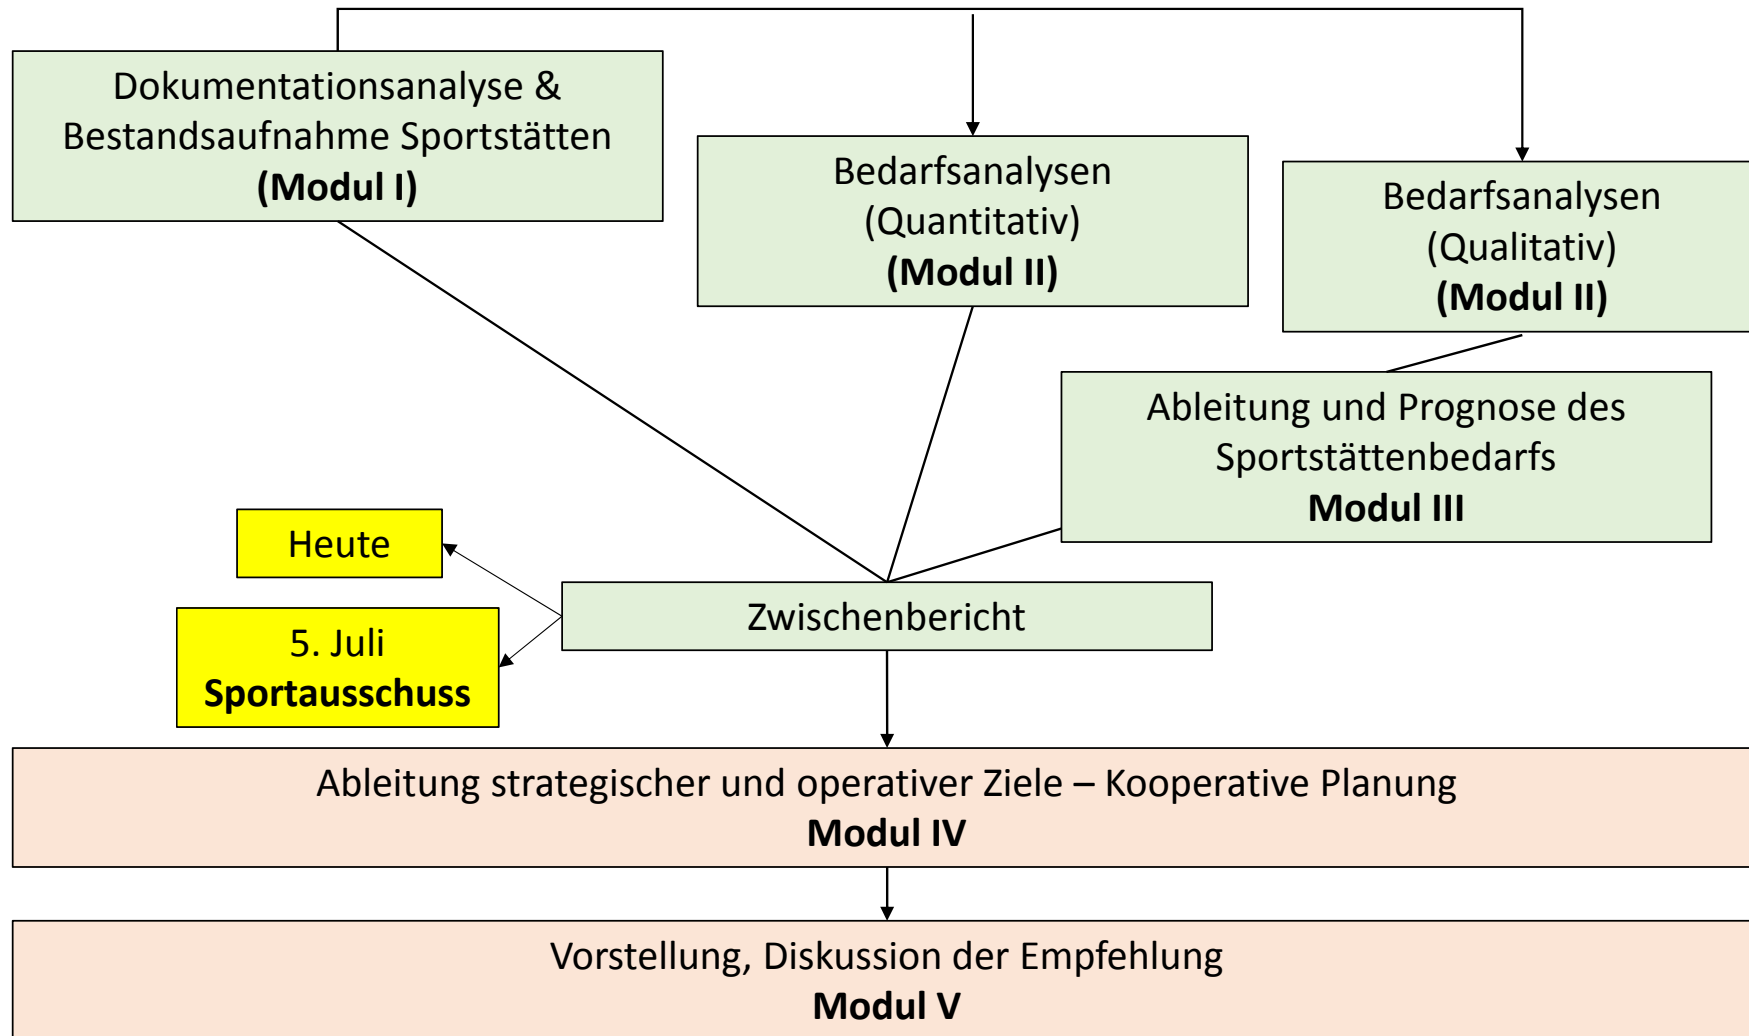 Dokumentationsanalyse &
Bestandsaufnahme Sportstätten
(Modul I)
Bedarfsanalysen
(Quantitativ)
(Modul II)
Bedarfsanalysen
(Qualitativ)
(Modul II)
Ableitung und Prognose des
Sportstättenbedarfs
Modul III
Heute
Zwischenbericht
5. Juli
Sportausschuss
Ableitung strategischer und operativer Ziele – Kooperative Planung
Modul IV
Vorstellung, Diskussion der Empfehlung
Modul V